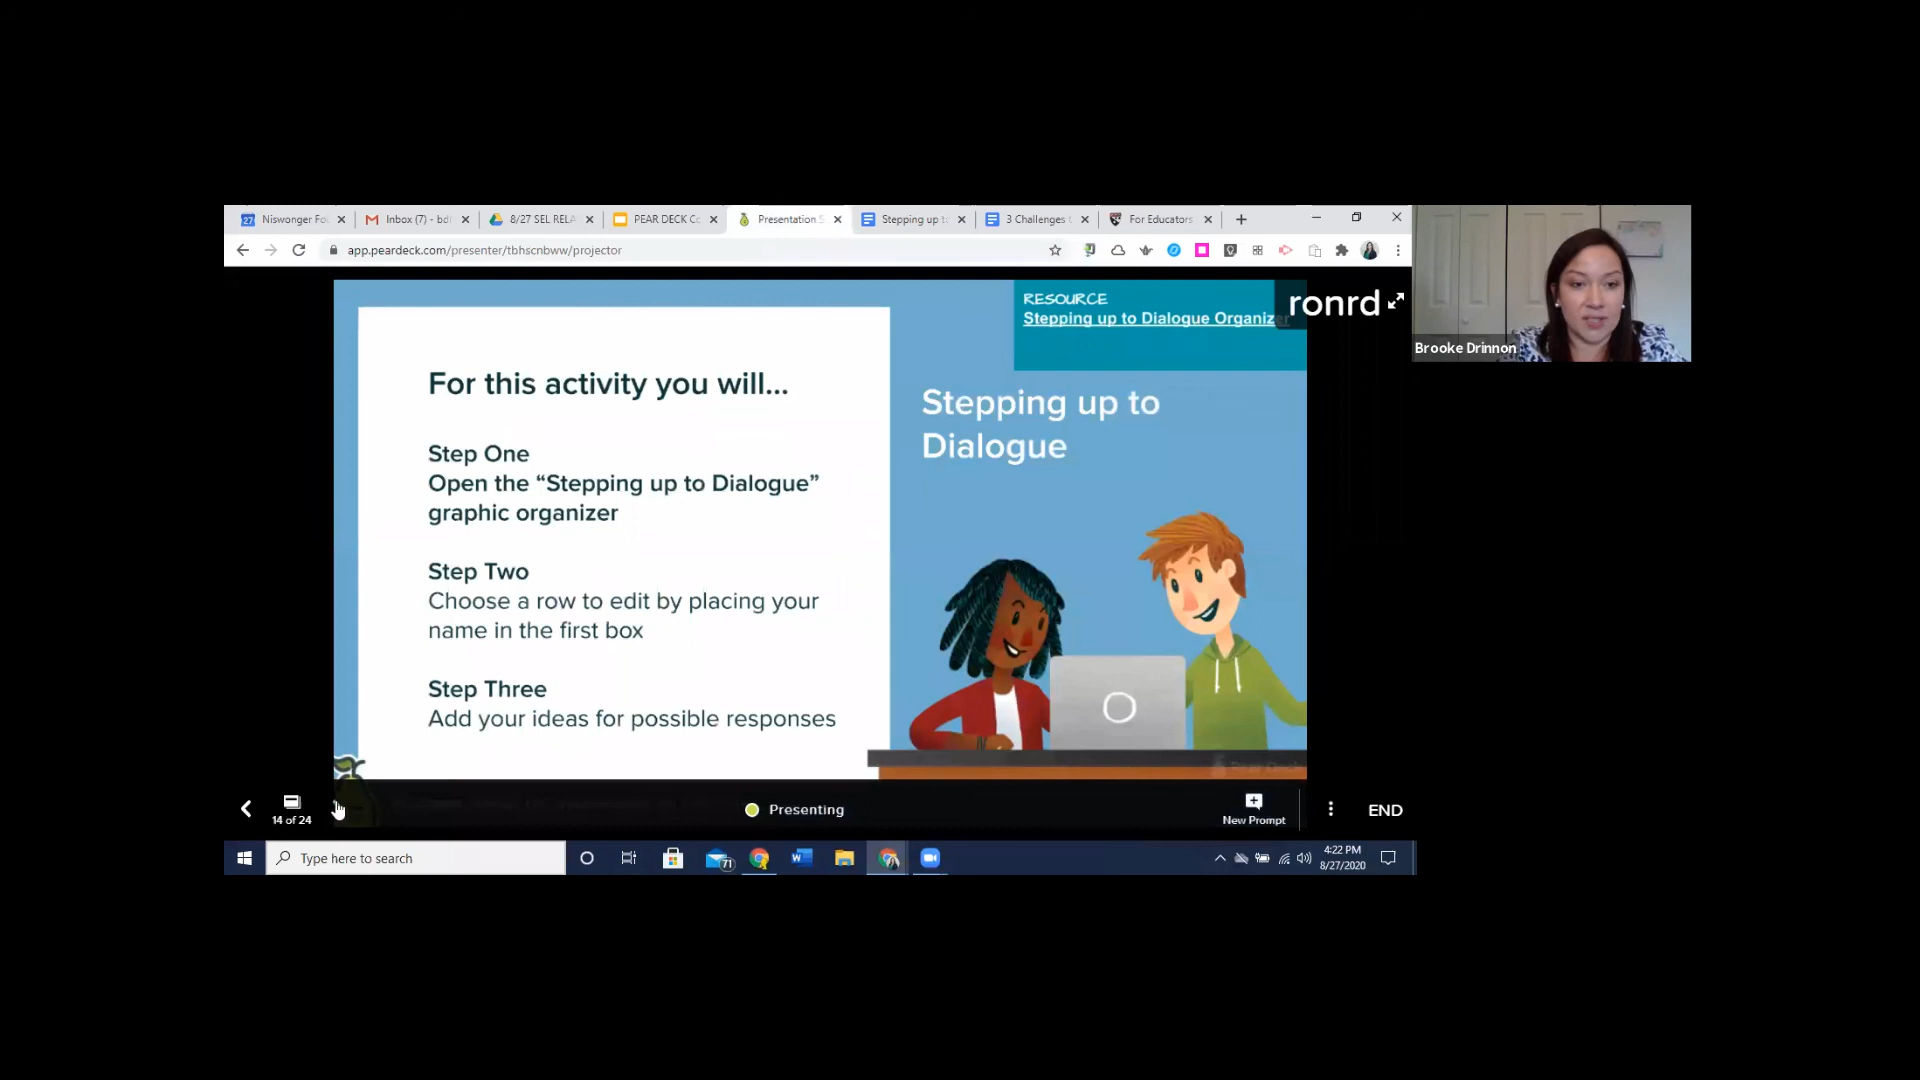 Niswonger Fo
Inbox (7) - bdr
8/27 SEL RELA
PEAR DECK Co
Presentation S
Stepping up to
3 Challenges t
For Educators
app.peardeck.com/presenter/tbhscnbww/projector
RESOURCE
Stepping up to Dialogue Organizer
ronrd
Brooke Drinnon
For this activity you will...
Stepping up to
Dialogue
Step One
Open the “Stepping up to Dialogue”
graphic organizer
Step Two
Choose a row to edit by placing your
name in the first box
Step Three
Add your ideas for possible responses
14 of 24
Presenting
New Prompt
END
Type here to search
71
4:22 PM
8/27/2020